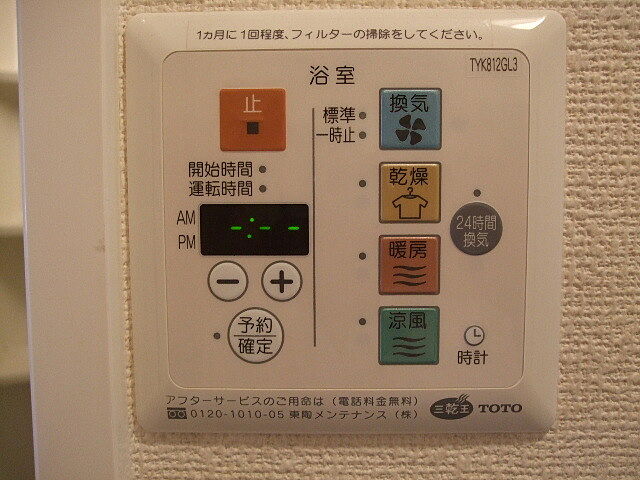 1ヵ月に1回程度、フィルターの掃除をしてください。
TYK812GL3
浴室
止
換気
標準
一時止
開始時間
運転時間
乾燥
AM
PM
-:--
24時間
換気
暖房
− +
予約
確定
涼風
時計
アフターサービスのご用命は（電話料金無料）
0120-1010-05 東陶メンテナンス（株）
三乾王 TOTO